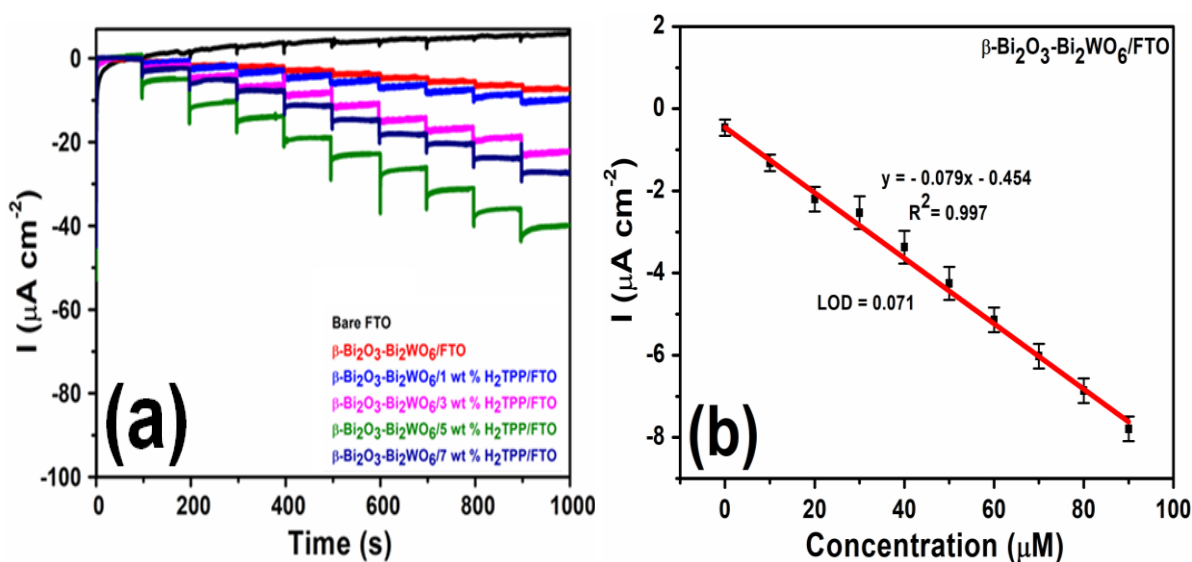 (a)
I (μA cm⁻²)
0
-20
-40
-60
-80
-100
0 200 400 600 800 1000
Time (s)
Bare FTO
β-Bi₂O₃-Bi₂WO₆/FTO
β-Bi₂O₃-Bi₂WO₆/1 wt % H₂TPP/FTO
β-Bi₂O₃-Bi₂WO₆/3 wt % H₂TPP/FTO
β-Bi₂O₃-Bi₂WO₆/5 wt % H₂TPP/FTO
β-Bi₂O₃-Bi₂WO₆/7 wt % H₂TPP/FTO
(b)
I (μA cm⁻²)
2
0
-2
-4
-6
-8
0 20 40 60 80 100
Concentration (μM)
β-Bi₂O₃-Bi₂WO₆/FTO
y = - 0.079x - 0.454
R² = 0.997
LOD = 0.071